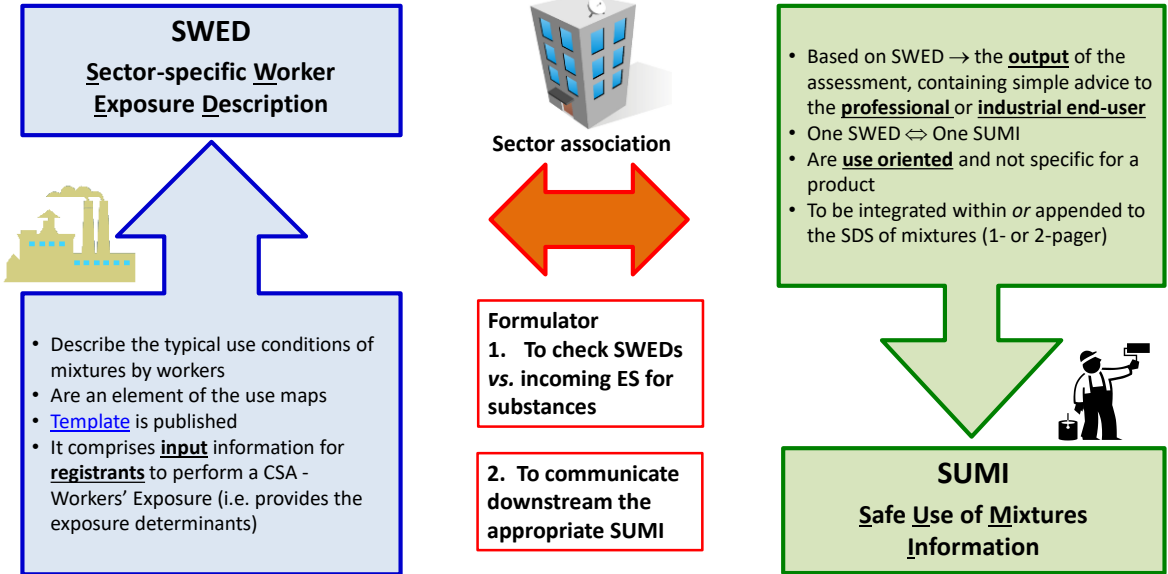 SWED
Sector-specific Worker
Exposure Description
• Describe the typical use conditions of
mixtures by workers
• Are an element of the use maps
• Template is published
• It comprises input information for
registrants to perform a CSA -
Workers’ Exposure (i.e. provides the
exposure determinants)
Sector association
Formulator
1. To check SWEDs
vs. incoming ES for
substances
2. To communicate
downstream the
appropriate SUMI
• Based on SWED → the output of the
assessment, containing simple advice to
the professional or industrial end-user
• One SWED ⇔ One SUMI
• Are use oriented and not specific for a
product
• To be integrated within or appended to
the SDS of mixtures (1- or 2-pager)
SUMI
Safe Use of Mixtures
Information